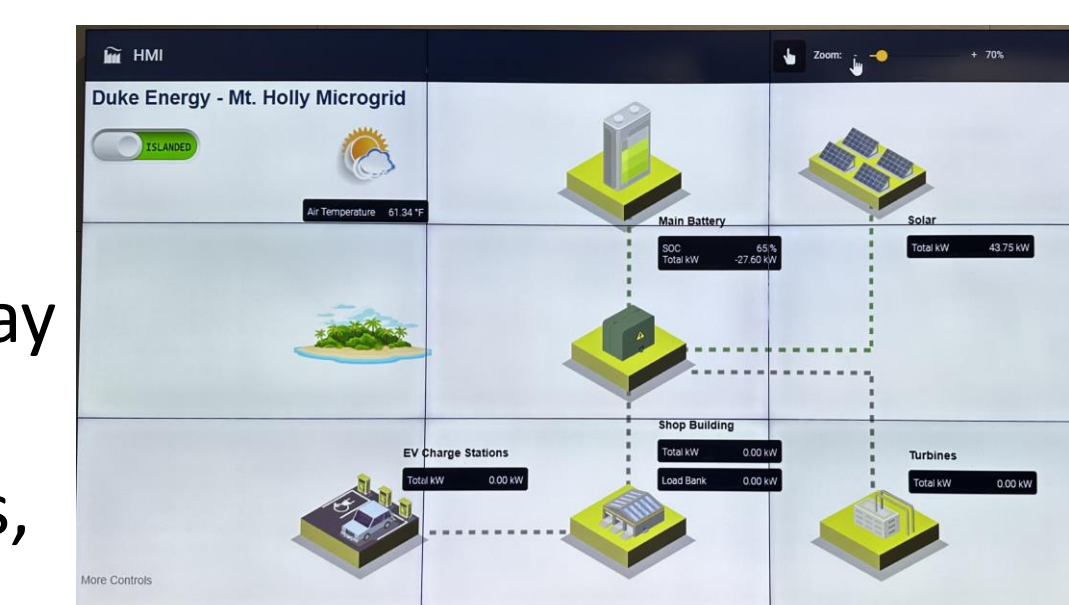 HMI
Zoom: - + 70%
Duke Energy - Mt. Holly Microgrid
ISLANDED
Air Temperature 61.34 °F
Main Battery
SOC 65 %
Total kW -27.60 kW
Solar
Total kW 43.75 kW
ay
s,
Shop Building
Total kW 0.00 kW
Load Bank 0.00 kW
EV Charge Stations
Total kW 0.00 kW
Turbines
Total kW 0.00 kW
More Controls